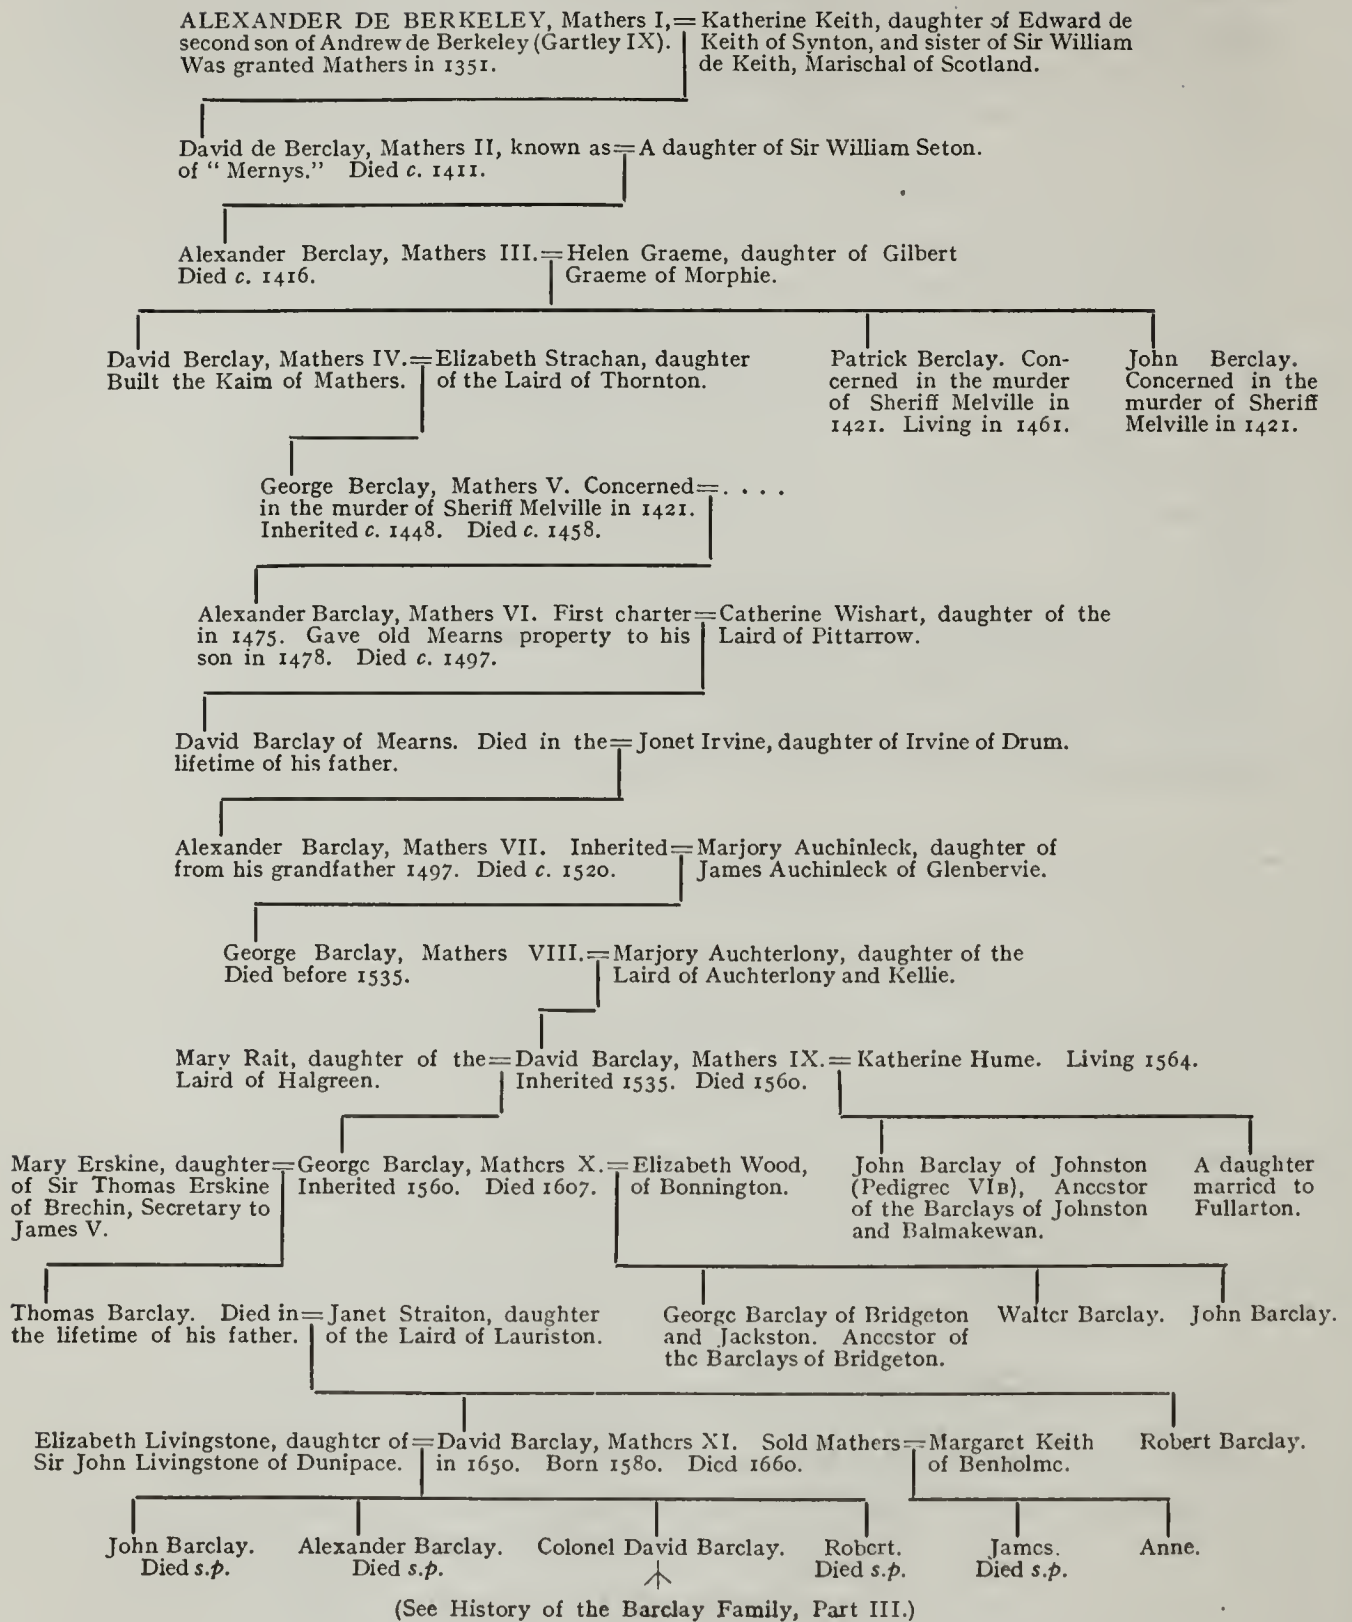 ALEXANDER DE BERKELEY, Mathers I,=
second son of Andrew de Berkeley (Gartley IX).
Was granted Mathers in 1351.
Katherine Keith, daughter of Edward de
Keith of Synton, and sister of Sir William
de Keith, Marischal of Scotland.
David de Berclay, Mathers II, known as=
of "Mernys." Died c. 1411.
A daughter of Sir William Seton.
Alexander Berclay, Mathers III.=
Died c. 1416.
Helen Graeme, daughter of Gilbert
Graeme of Morphie.
David Berclay, Mathers IV.=
Built the Kaim of Mathers.
Elizabeth Strachan, daughter
of the Laird of Thornton.
Patrick Berclay. Con-
cerned in the murder
of Sheriff Melville in
1421. Living in 1461.
John Berclay.
Concerned in the
murder of Sheriff
Melville in 1421.
George Berclay, Mathers V. Concerned=. . . .
in the murder of Sheriff Melville in 1421.
Inherited c. 1448. Died c. 1458.
Alexander Barclay, Mathers VI. First charter=
in 1475. Gave old Mearns property to his
son in 1478. Died c. 1497.
Catherine Wishart, daughter of the
Laird of Pittarrow.
David Barclay of Mearns. Died in the=
lifetime of his father.
Jonet Irvine, daughter of Irvine of Drum.
Alexander Barclay, Mathers VII. Inherited=
from his grandfather 1497. Died c. 1520.
Marjory Auchinleck, daughter of
James Auchinleck of Glenbervie.
George Barclay, Mathers VIII.=
Died before 1535.
Marjory Auchterlony, daughter of the
Laird of Auchterlony and Kellie.
Mary Rait, daughter of the=
Laird of Halgreen.
David Barclay, Mathers IX.=
Inherited 1535. Died 1560.
Katherine Hume. Living 1564.
Mary Erskine, daughter=
of Sir Thomas Erskine
of Brechin, Secretary to
James V.
George Barclay, Mathers X.=
Inherited 1560. Died 1607.
Elizabeth Wood,
of Bonnington.
John Barclay of Johnston
(Pedigree VIB), Ancestor
of the Barclays of Johnston
and Balmakewan.
A daughter
married to
Fullarton.
Thomas Barclay. Died in=
the lifetime of his father.
Janet Straiton, daughter
of the Laird of Lauriston.
George Barclay of Bridgeton
and Jackston. Ancestor of
the Barclays of Bridgeton.
Walter Barclay.
John Barclay.
Elizabeth Livingstone, daughter of=
Sir John Livingstone of Dunipace.
David Barclay, Mathers XI. Sold Mathers=
in 1650. Born 1580. Died 1660.
Margaret Keith
of Benholme.
Robert Barclay.
John Barclay.
Died s.p.
Alexander Barclay.
Died s.p.
Colonel David Barclay.
Robert.
Died s.p.
James.
Died s.p.
Anne.
(See History of the Barclay Family, Part III.)